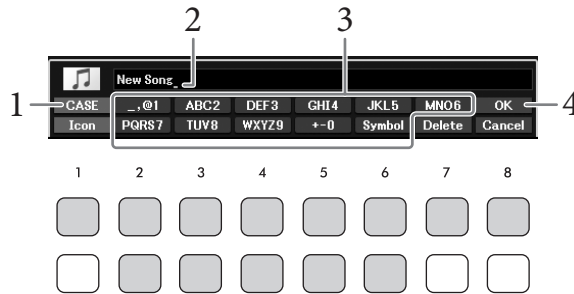 2
3
New Song_
1
CASE _,@1 ABC2 DEF3 GHI4 JKL5 MNO6 OK
4
Icon PQRS7 TUV8 WXYZ9 +-0 Symbol Delete Cancel
1 2 3 4 5 6 7 8